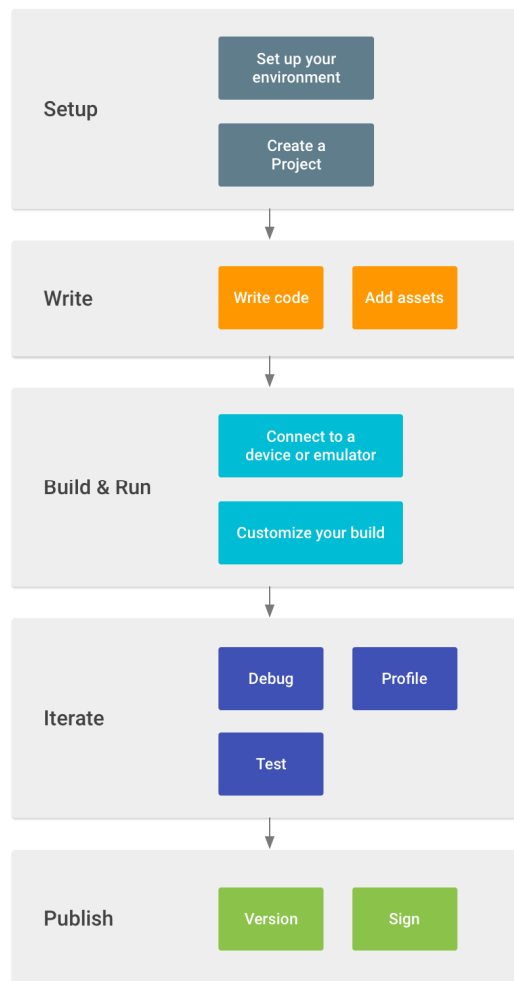 Setup
Set up your
environment
Create a
Project
Write
Write code
Add assets
Build & Run
Connect to a
device or emulator
Customize your build
Iterate
Debug
Profile
Test
Publish
Version
Sign